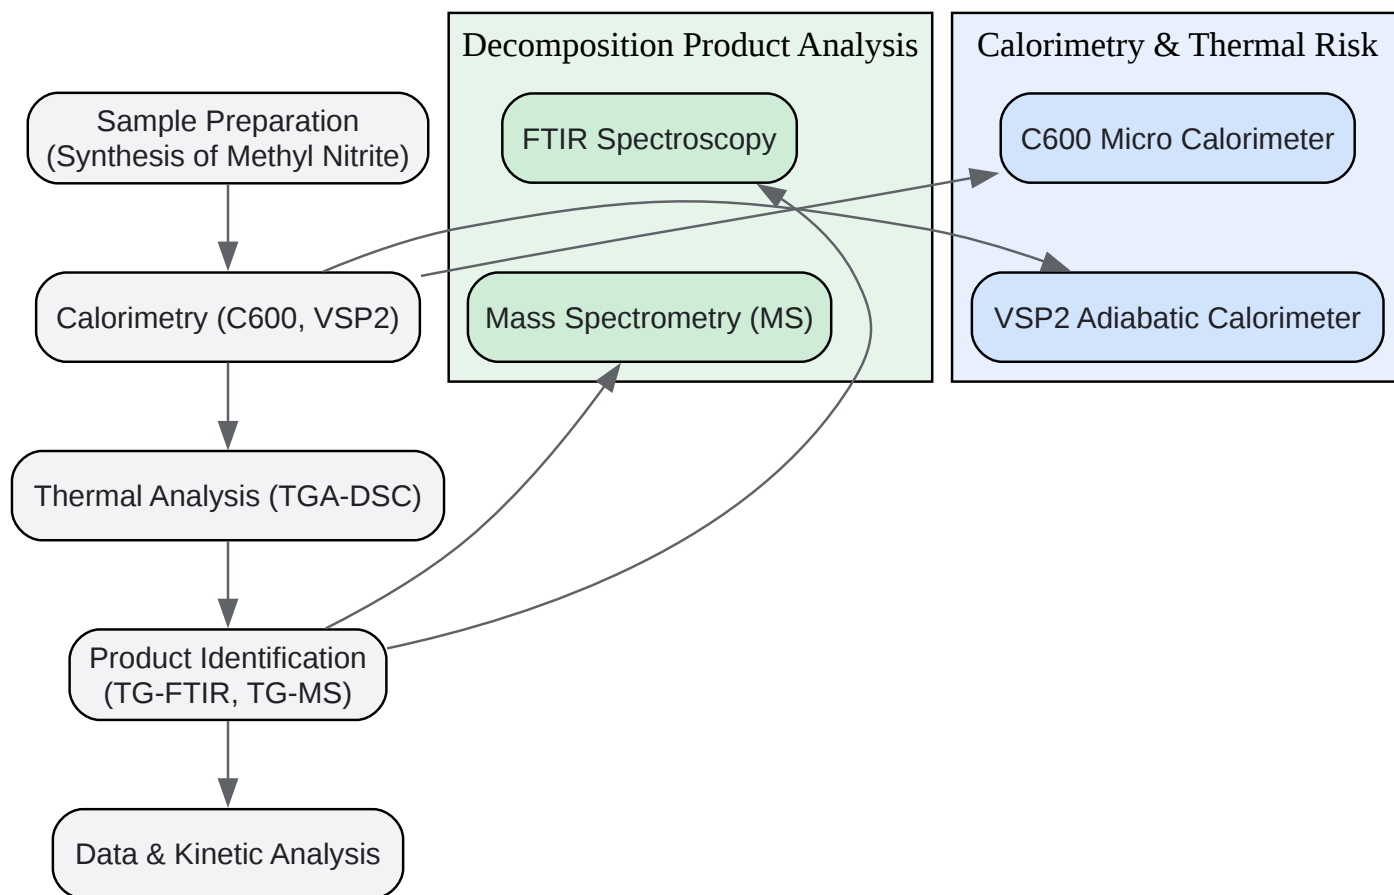 Decomposition Product Analysis
Calorimetry & Thermal Risk
Sample Preparation
(Synthesis of Methyl Nitrite)
FTIR Spectroscopy
C600 Micro Calorimeter
Calorimetry (C600, VSP2)
Mass Spectrometry (MS)
VSP2 Adiabatic Calorimeter
Thermal Analysis (TGA-DSC)
Product Identification
(TG-FTIR, TG-MS)
Data & Kinetic Analysis